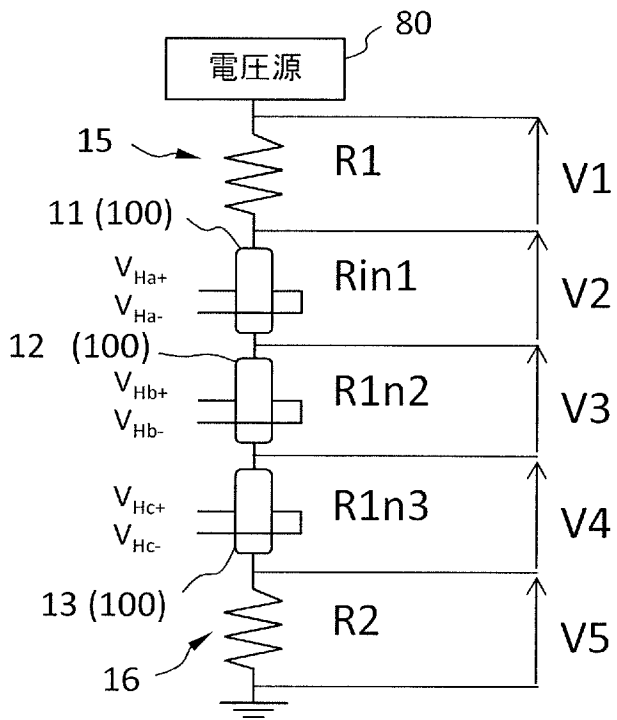 80
電圧源
15
R1
V1
11 (100)
VHa+
VHa-
Rin1
V2
12 (100)
VHb+
VHb-
R1n2
V3
VHc+
VHc-
R1n3
V4
13 (100)
R2
V5
16